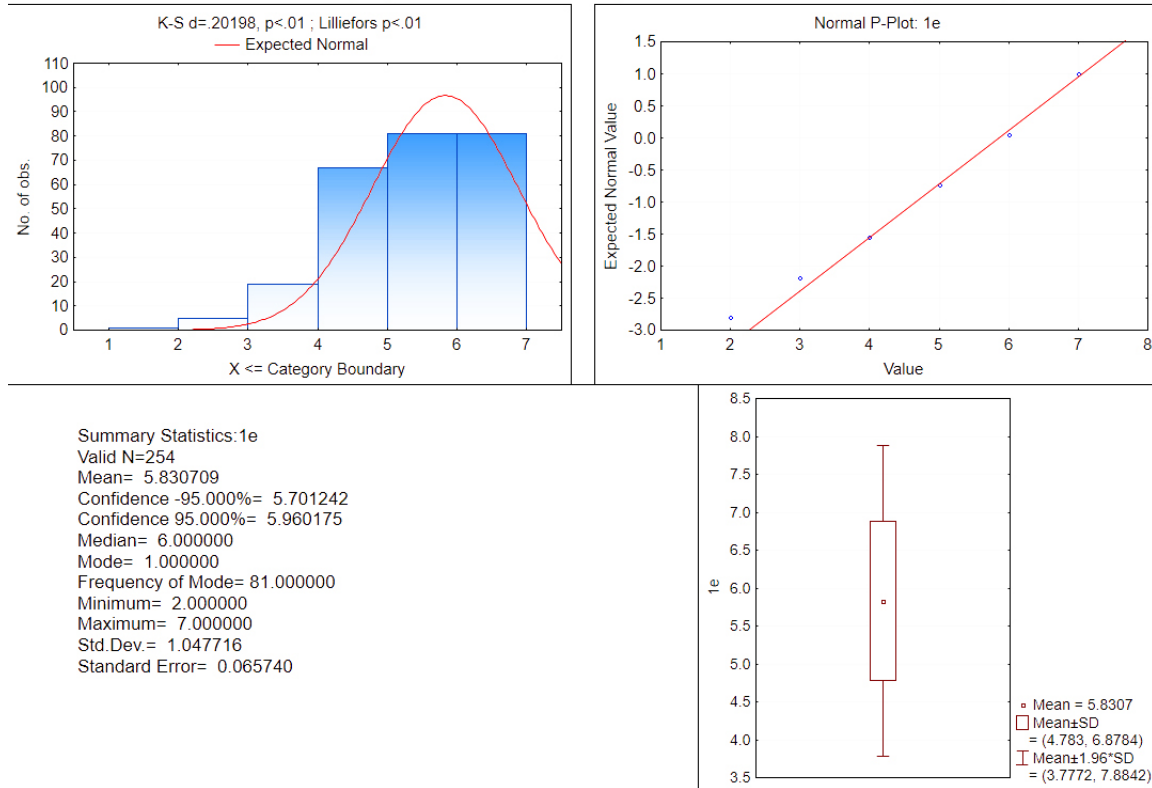 K-S d=.20198, p<.01 ; Lilliefors p<.01
Expected Normal
No. of obs.
110
100
90
80
70
60
50
40
30
20
10
0
1 2 3 4 5 6 7
X <= Category Boundary
Normal P-Plot: 1e
Expected Normal Value
1.5
1.0
0.5
0.0
-0.5
-1.0
-1.5
-2.0
-2.5
-3.0
1 2 3 4 5 6 7 8
Value
Summary Statistics:1e
Valid N=254
Mean= 5.830709
Confidence -95.000%= 5.701242
Confidence 95.000%= 5.960175
Median= 6.000000
Mode= 1.000000
Frequency of Mode= 81.000000
Minimum= 2.000000
Maximum= 7.000000
Std.Dev.= 1.047716
Standard Error= 0.065740
1e
8.5
8.0
7.5
7.0
6.5
6.0
5.5
5.0
4.5
4.0
3.5
Mean = 5.8307
Mean±SD
= (4.783, 6.8784)
Mean±1.96*SD
= (3.7772, 7.8842)